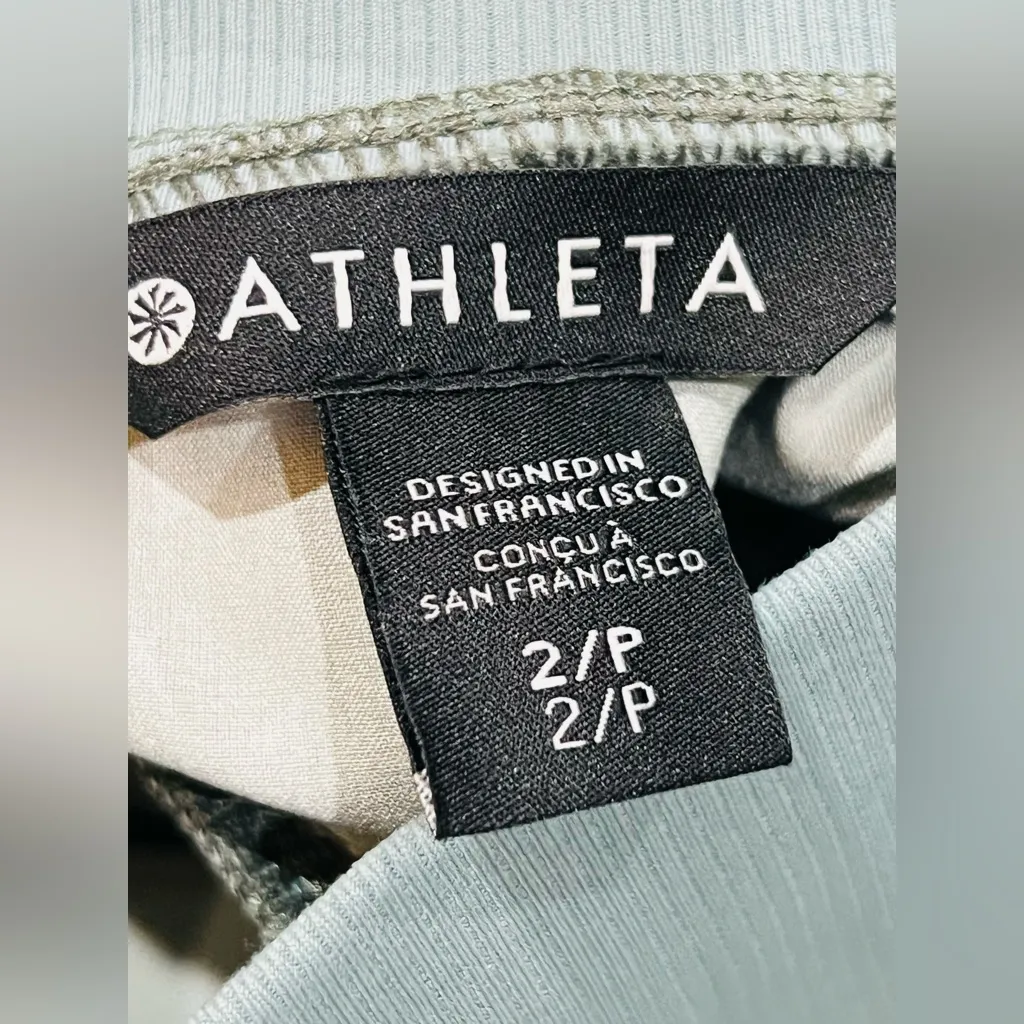 ATHLETA
DESIGNED IN
SAN FRANCISCO
CONÇU À
SAN FRANCISCO
2/P
2/P